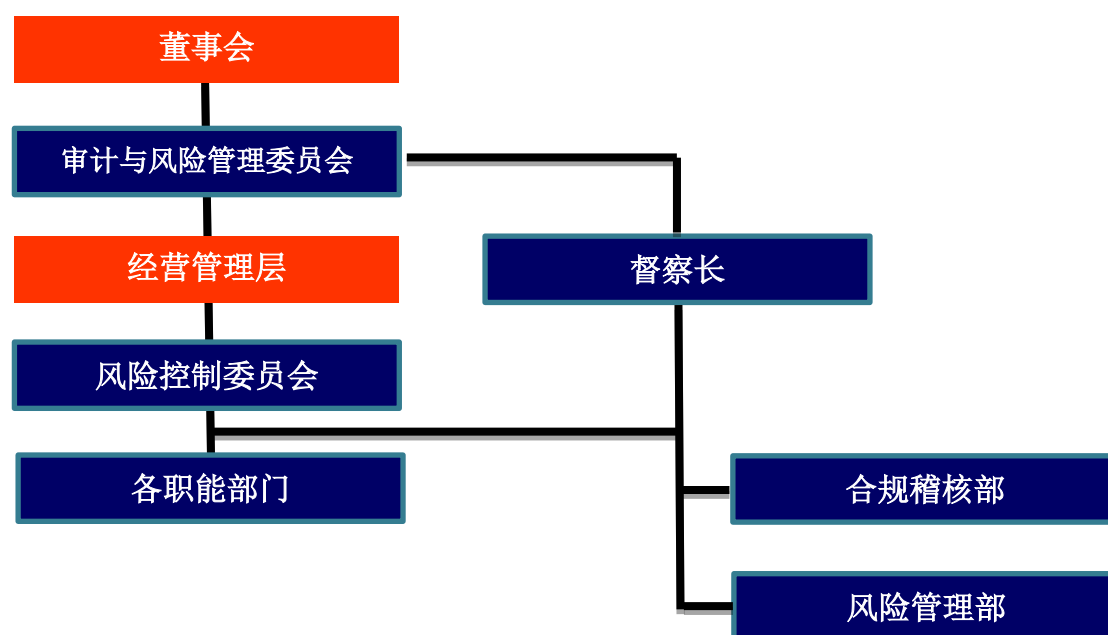 董事会
审计与风险管理委员会
经营管理层
督察长
风险控制委员会
各职能部门
合规稽核部
风险管理部